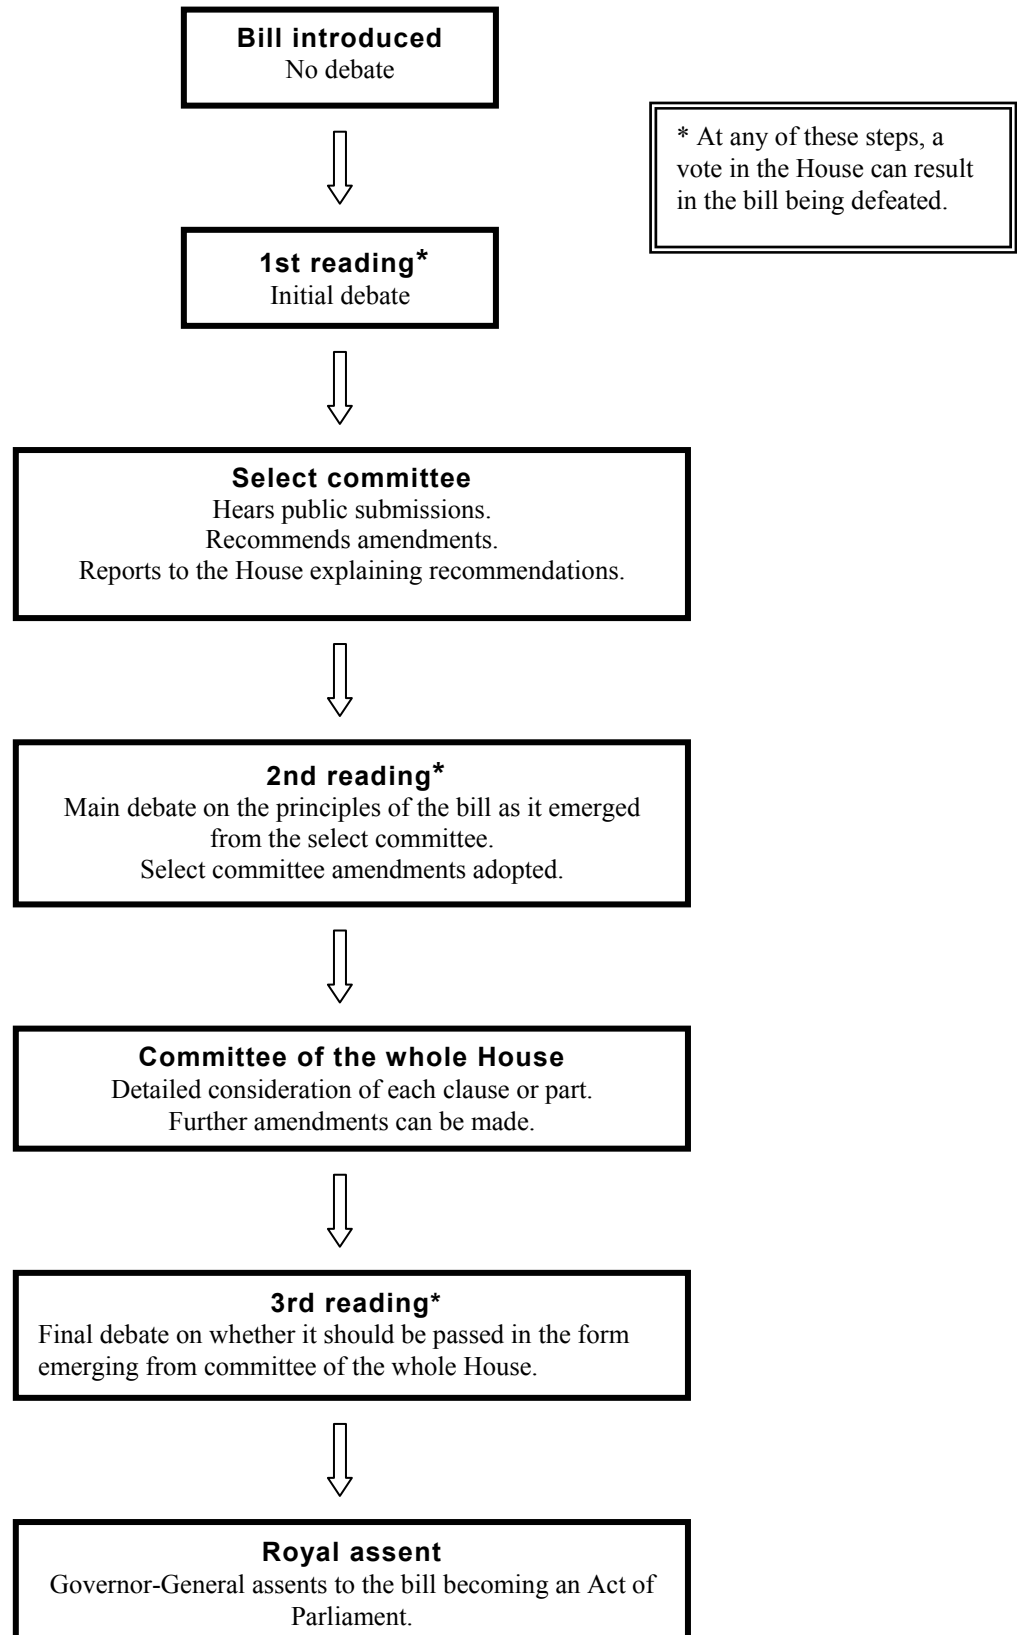 Bill introduced
No debate
* At any of these steps, a
vote in the House can result
in the bill being defeated.
1st reading*
Initial debate
Select committee
Hears public submissions.
Recommends amendments.
Reports to the House explaining recommendations.
2nd reading*
Main debate on the principles of the bill as it emerged
from the select committee.
Select committee amendments adopted.
Committee of the whole House
Detailed consideration of each clause or part.
Further amendments can be made.
3rd reading*
Final debate on whether it should be passed in the form
emerging from committee of the whole House.
Royal assent
Governor-General assents to the bill becoming an Act of
Parliament.